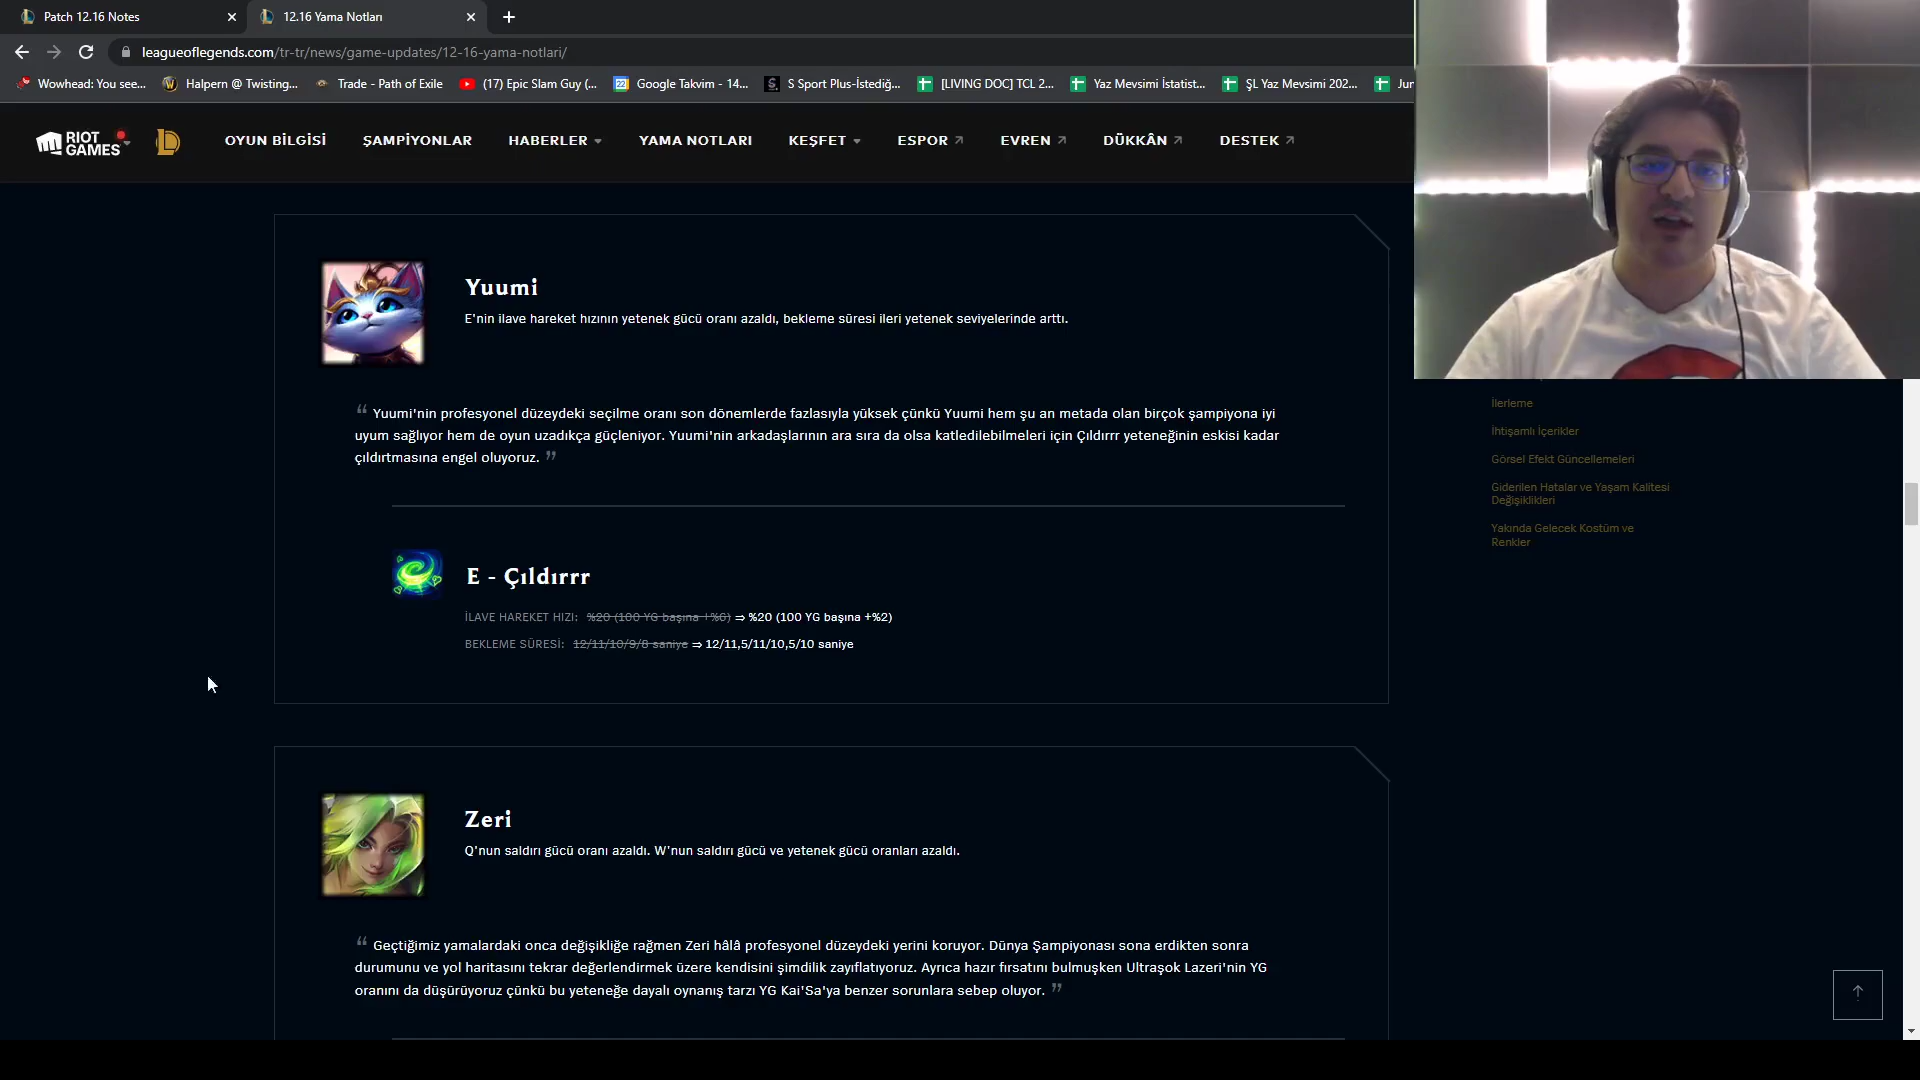 Patch 12.16 Notes
12.16 Yama Notları
leagueoflegends.com/tr-tr/news/game-updates/12-16-yama-notlari/
Wowhead: You see...
Halpern @ Twisting...
Trade - Path of Exile
(17) Epic Slam Guy (...
Google Takvim - 14...
S Sport Plus-İstediğ...
[LIVING DOC] TCL 2...
Yaz Mevsimi İstatist...
ŞL Yaz Mevsimi 202...
Jun
RIOT GAMES
OYUN BİLGİSİ
ŞAMPİYONLAR
HABERLER
YAMA NOTLARI
KEŞFET
ESPOR
EVREN
DÜKKÂN
DESTEK
Yuumi
E'nin ilave hareket hızının yetenek gücü oranı azaldı, bekleme süresi ileri yetenek seviyelerinde arttı.
“ Yuumi'nin profesyonel düzeydeki seçilme oranı son dönemlerde fazlasıyla yüksek çünkü Yuumi hem şu an metada olan birçok şampiyona iyi
uyum sağlıyor hem de oyun uzadıkça güçleniyor. Yuumi'nin arkadaşlarının ara sıra da olsa katledilebilmeleri için Çıldırrr yeteneğinin eskisi kadar
çıldırtmasına engel oluyoruz. ”
E - Çıldırrr
İLAVE HAREKET HIZI: %20 (100 YG başına +%6) ⇒ %20 (100 YG başına +%2)
BEKLEME SÜRESİ: 12/11/10/9/8 saniye ⇒ 12/11,5/11/10,5/10 saniye
Zeri
Q'nun saldırı gücü oranı azaldı. W'nun saldırı gücü ve yetenek gücü oranları azaldı.
“ Geçtiğimiz yamalardaki onca değişikliğe rağmen Zeri hâlâ profesyonel düzeydeki yerini koruyor. Dünya Şampiyonası sona erdikten sonra
durumunu ve yol haritasını tekrar değerlendirmek üzere kendisini şimdilik zayıflatıyoruz. Ayrıca hazır fırsatını bulmuşken Ultraşok Lazeri'nin YG
oranını da düşürüyoruz çünkü bu yeteneğe dayalı oynanış tarzı YG Kai'Sa'ya benzer sorunlara sebep oluyor. ”
İlerleme
İhtişamlı İçerikler
Görsel Efekt Güncellemeleri
Giderilen Hatalar ve Yaşam Kalitesi
Değişiklikleri
Yakında Gelecek Kostüm ve
Renkler